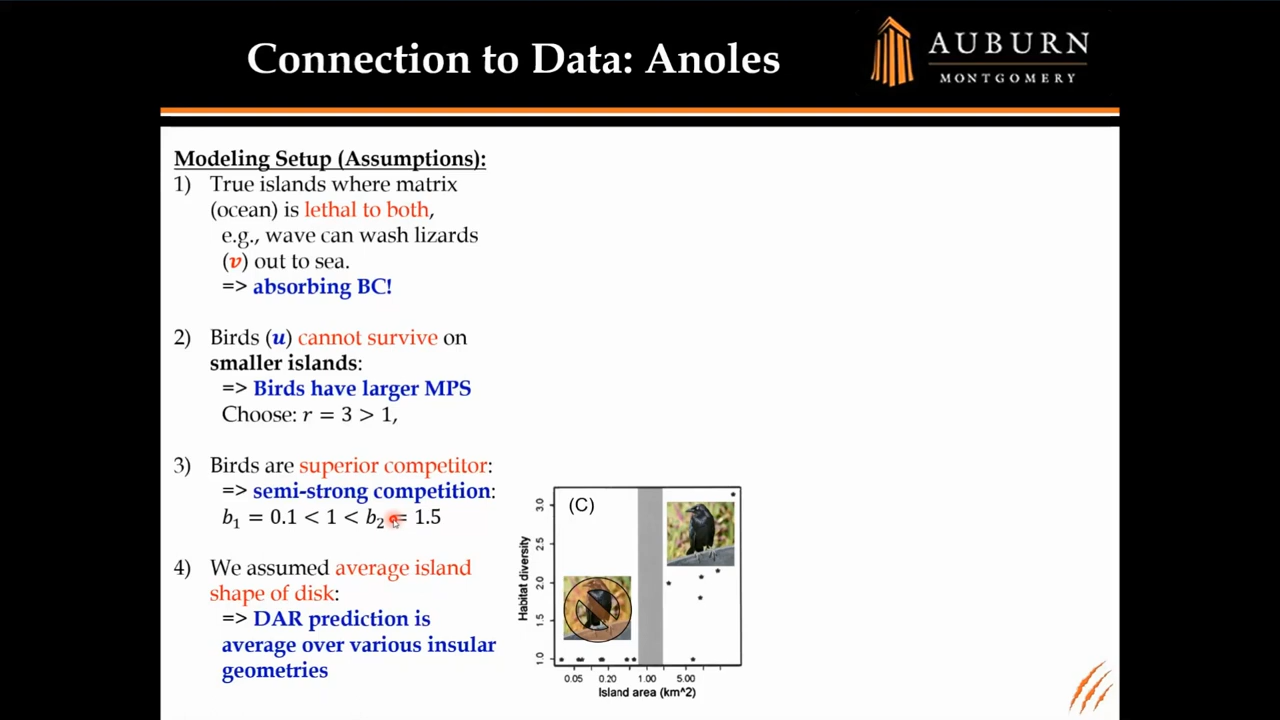 Connection to Data: Anoles
AUBURN
MONTGOMERY
Modeling Setup (Assumptions):
1) True islands where matrix
(ocean) is lethal to both,
e.g., wave can wash lizards
(v) out to sea.
=> absorbing BC!
2) Birds (u) cannot survive on
smaller islands:
=> Birds have larger MPS
Choose: r = 3 > 1,
3) Birds are superior competitor:
=> semi-strong competition:
b₁ = 0.1 < 1 < b₂ = 1.5
4) We assumed average island
shape of disk:
=> DAR prediction is
average over various insular
geometries
(C)
Habitat diversity
3.0
2.5
2.0
1.5
1.0
0.05 0.20 1.00 5.00
Island area (km^2)